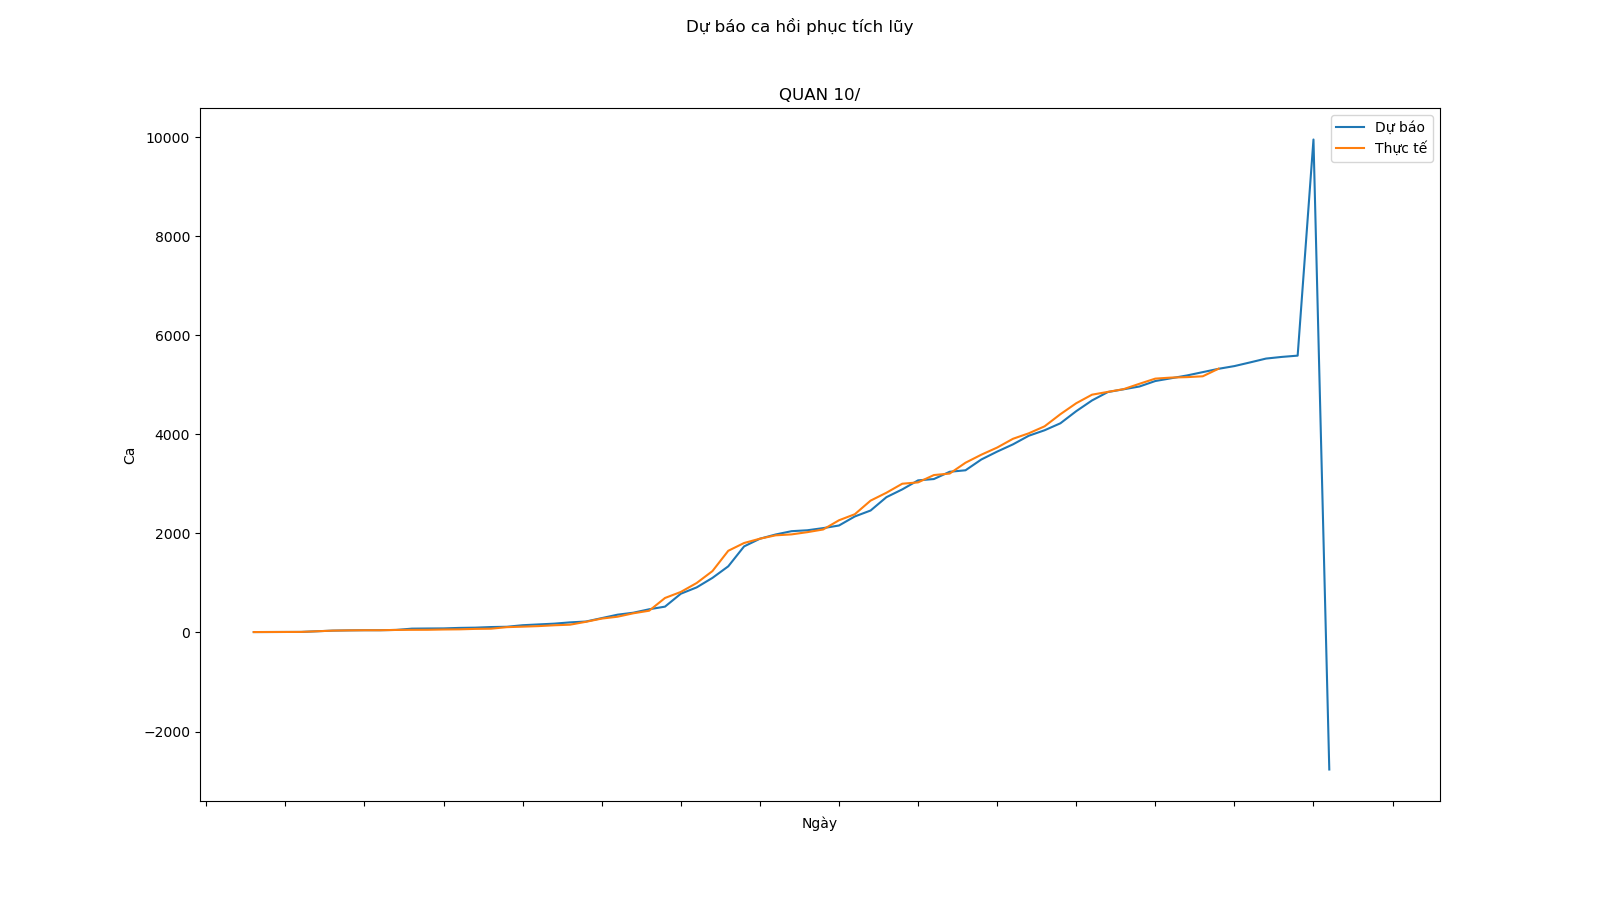 Dự báo ca hồi phục tích lũy
QUAN 10/
Dự báo
Thực tế
10000
8000
6000
4000
2000
0
−2000
Ca
Ngày